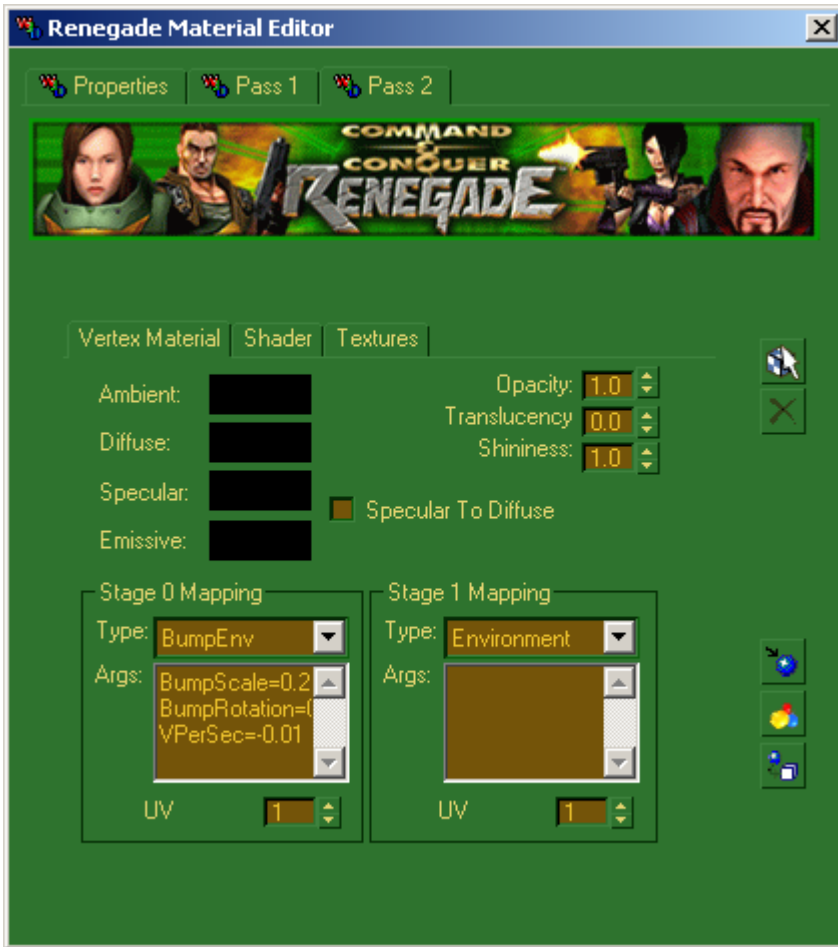 Renegade Material Editor
Properties Pass 1 Pass 2
COMMAND
&
CONQUER
RENEGADE
Vertex Material Shader Textures
Ambient:
Diffuse:
Specular:
Emissive:
Opacity: 1.0
Translucency 0.0
Shininess: 1.0
Specular To Diffuse
Stage 0 Mapping
Type: BumpEnv
Args: BumpScale=0.2
BumpRotation=
VPerSec=-0.01
UV 1
Stage 1 Mapping
Type: Environment
Args:
UV 1